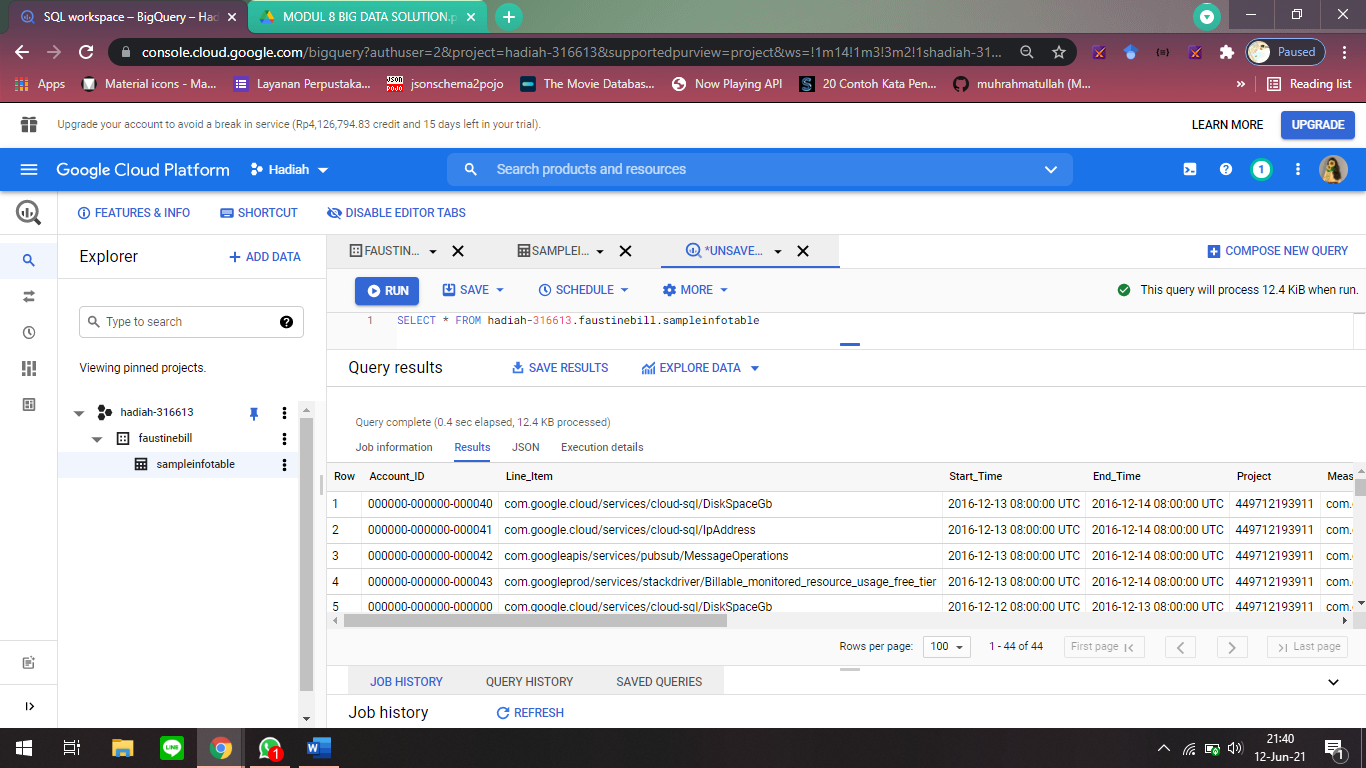 SQL workspace – BigQuery – Hadi
MODUL 8 BIG DATA SOLUTION.p
console.cloud.google.com/bigquery?authuser=2&project=hadiah-316613&supportedpurview=project&ws=!1m14!1m3!3m2!1shadiah-31...
Paused
Apps
Material icons - Ma...
Layanan Perpustaka...
JSON POJO
jsonschema2pojo
The Movie Databas...
Now Playing API
20 Contoh Kata Pen...
muhrahmatullah (M...
»
Reading list
Upgrade your account to avoid a break in service (Rp4,126,794.83 credit and 15 days left in your trial).
LEARN MORE
UPGRADE
Google Cloud Platform
Hadiah
Search products and resources
1
FEATURES & INFO
SHORTCUT
DISABLE EDITOR TABS
Explorer
+ ADD DATA
FAUSTIN...
SAMPLEI...
*UNSAVE...
COMPOSE NEW QUERY
RUN
SAVE
SCHEDULE
MORE
This query will process 12.4 KiB when run.
Type to search
1 SELECT * FROM hadiah-316613.faustinebill.sampleinfotable
Viewing pinned projects.
hadiah-316613
faustinebill
sampleinfotable
Query results
SAVE RESULTS
EXPLORE DATA
Query complete (0.4 sec elapsed, 12.4 KB processed)
Job information Results JSON Execution details
Row Account_ID Line_Item Start_Time End_Time Project Meas
1 000000-000000-000040 com.google.cloud/services/cloud-sql/DiskSpaceGb 2016-12-13 08:00:00 UTC 2016-12-14 08:00:00 UTC 449712193911 com.
2 000000-000000-000041 com.google.cloud/services/cloud-sql/IpAddress 2016-12-13 08:00:00 UTC 2016-12-14 08:00:00 UTC 449712193911 com.
3 000000-000000-000042 com.googleapis/services/pubsub/MessageOperations 2016-12-13 08:00:00 UTC 2016-12-14 08:00:00 UTC 449712193911 com.
4 000000-000000-000043 com.googleprod/services/stackdriver/Billable_monitored_resource_usage_free_tier 2016-12-13 08:00:00 UTC 2016-12-14 08:00:00 UTC 449712193911 com.
5 000000-000000-000000 com.google.cloud/services/cloud-sql/DiskSpaceGb 2016-12-12 08:00:00 UTC 2016-12-13 08:00:00 UTC 449712193911 com.
Rows per page: 100 1 - 44 of 44 First page Last page
JOB HISTORY QUERY HISTORY SAVED QUERIES
Job history
REFRESH
LINE
1
W
21:40
12-Jun-21
1